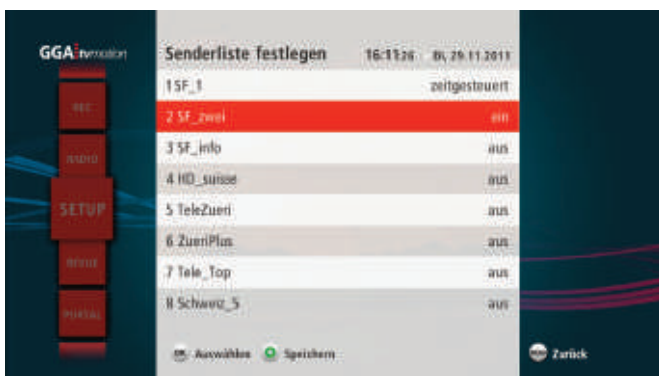 GGA tvmotion
Senderliste festlegen 16:11:26 Di, 29.11.2011
REC
RADIO
SETUP
PORTAL
1 SF_1 zeitgesteuert
2 SF_zwei ein
3 SF_info aus
4 HD_suisse aus
5 TeleZueri aus
6 ZueriPlus aus
7 Tele_Top aus
8 Schweiz_5 aus
OK Auswählen Speichern
Zurück